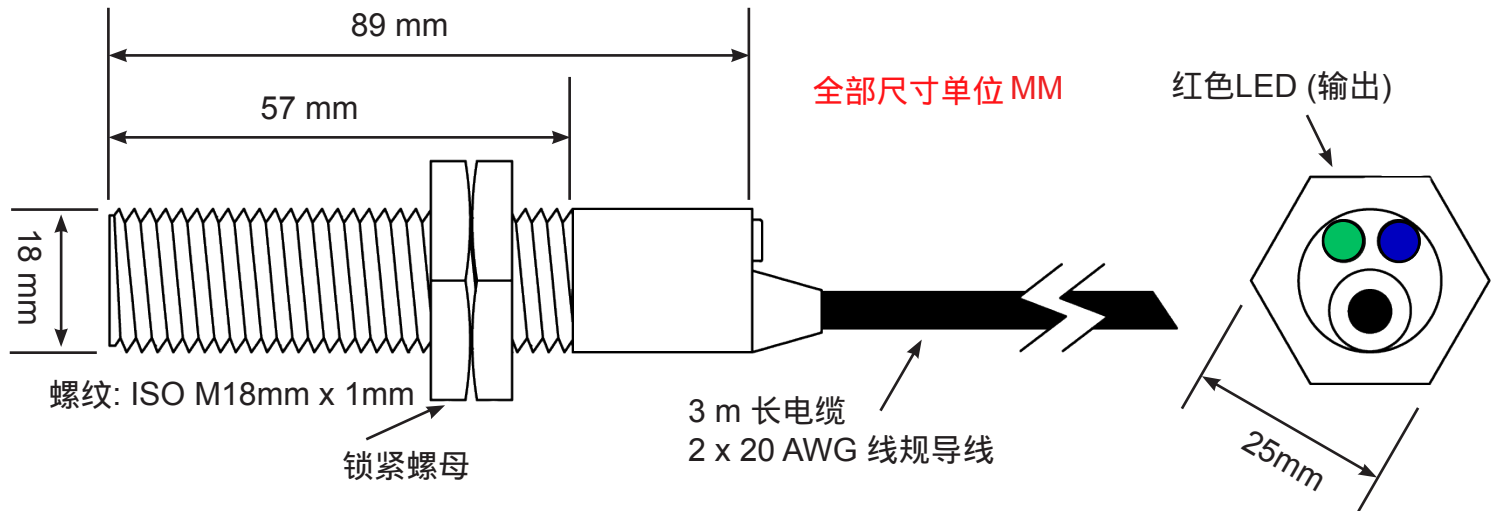 89 mm
57 mm
全部尺寸单位 MM
红色LED (输出)
18 mm
螺纹: ISO M18mm x 1mm
锁紧螺母
3 m 长电缆
2 x 20 AWG 线规导线
25mm